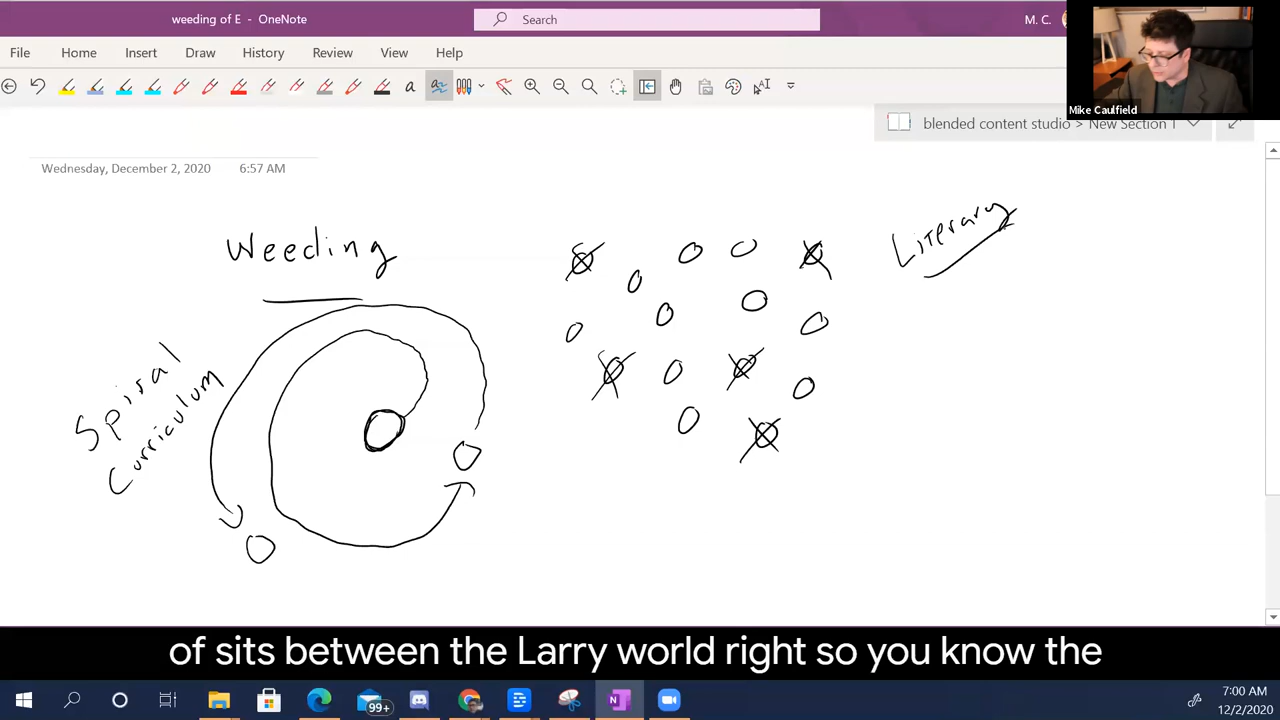 weeding of E - OneNote
Search
M. C.
File Home Insert Draw History Review View Help
Mike Caulfield
blended content studio > New Section 1
Wednesday, December 2, 2020 6:57 AM
Weeding
Literary
Spiral
Curriculum
of sits between the Larry world right so you know the
99+
7:00 AM
12/2/2020